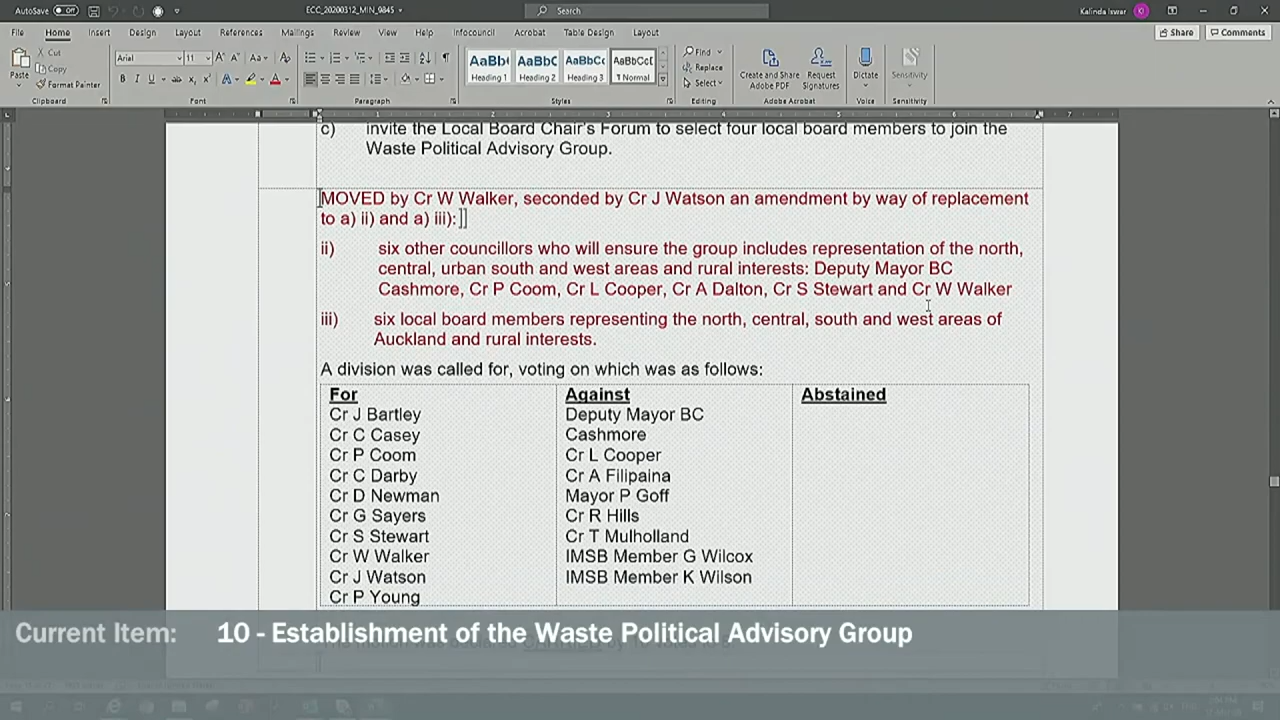 AutoSave Off
ECC_20200312_MIN_9845
Search
Kalinda Iswar KI
File Home Insert Design Layout References Mailings Review View Help Infocouncil Acrobat Table Design Layout
Share Comments
Paste
Cut
Copy
Format Painter
Clipboard
Arial 11
Font
Paragraph
AaBb( AaBbC AaBbCc AaBbCcD
Heading 1 Heading 2 Heading 3 1 Normal
Styles
Find
Replace
Select
Editing
Create and Share Adobe PDF
Request Signatures
Adobe Acrobat
Dictate
Voice
Sensitivity
Sensitivity
c) invite the Local Board Chair's Forum to select four local board members to join the
Waste Political Advisory Group.
MOVED by Cr W Walker, seconded by Cr J Watson an amendment by way of replacement
to a) ii) and a) iii):]]
ii) six other councillors who will ensure the group includes representation of the north,
central, urban south and west areas and rural interests: Deputy Mayor BC
Cashmore, Cr P Coom, Cr L Cooper, Cr A Dalton, Cr S Stewart and Cr W Walker
iii) six local board members representing the north, central, south and west areas of
Auckland and rural interests.
A division was called for, voting on which was as follows:
For Against Abstained
Cr J Bartley Deputy Mayor BC
Cr C Casey Cashmore
Cr P Coom Cr L Cooper
Cr C Darby Cr A Filipaina
Cr D Newman Mayor P Goff
Cr G Sayers Cr R Hills
Cr S Stewart Cr T Mulholland
Cr W Walker IMSB Member G Wilcox
Cr J Watson IMSB Member K Wilson
Cr P Young
Current Item: 10 - Establishment of the Waste Political Advisory Group